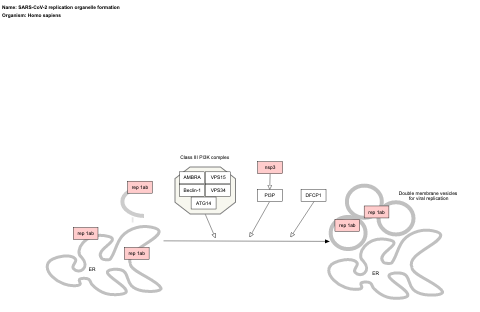 Name: SARS-CoV-2 replication organelle formation
Organism: Homo sapiens
Class III PI3K complex
AMBRA VPS15
Beclin-1 VPS34
ATG14
nsp3
PI3P
DFCP1
rep 1ab
rep 1ab
rep 1ab
ER
Double membrane vesicles
for viral replication
rep 1ab
rep 1ab
ER